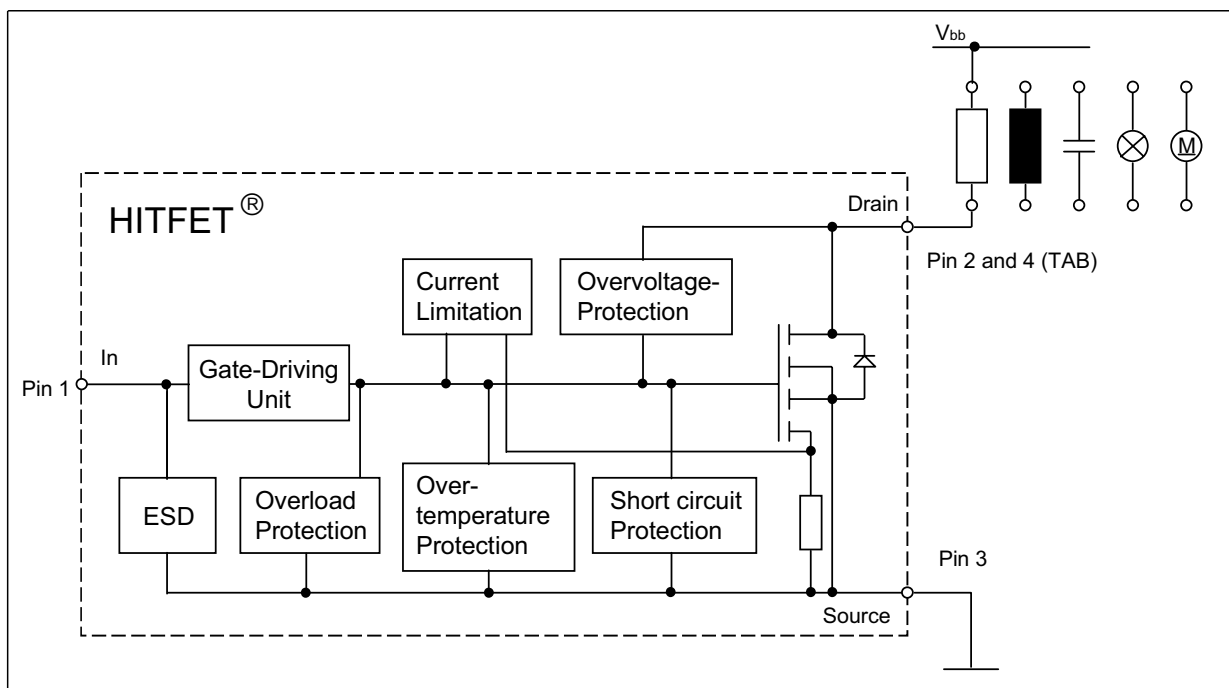 Vbb
M
HITFET ®
Drain
Pin 2 and 4 (TAB)
Current
Limitation
Overvoltage-
Protection
In
Pin 1
Gate-Driving
Unit
ESD
Overload
Protection
Over-
temperature
Protection
Short circuit
Protection
Pin 3
Source